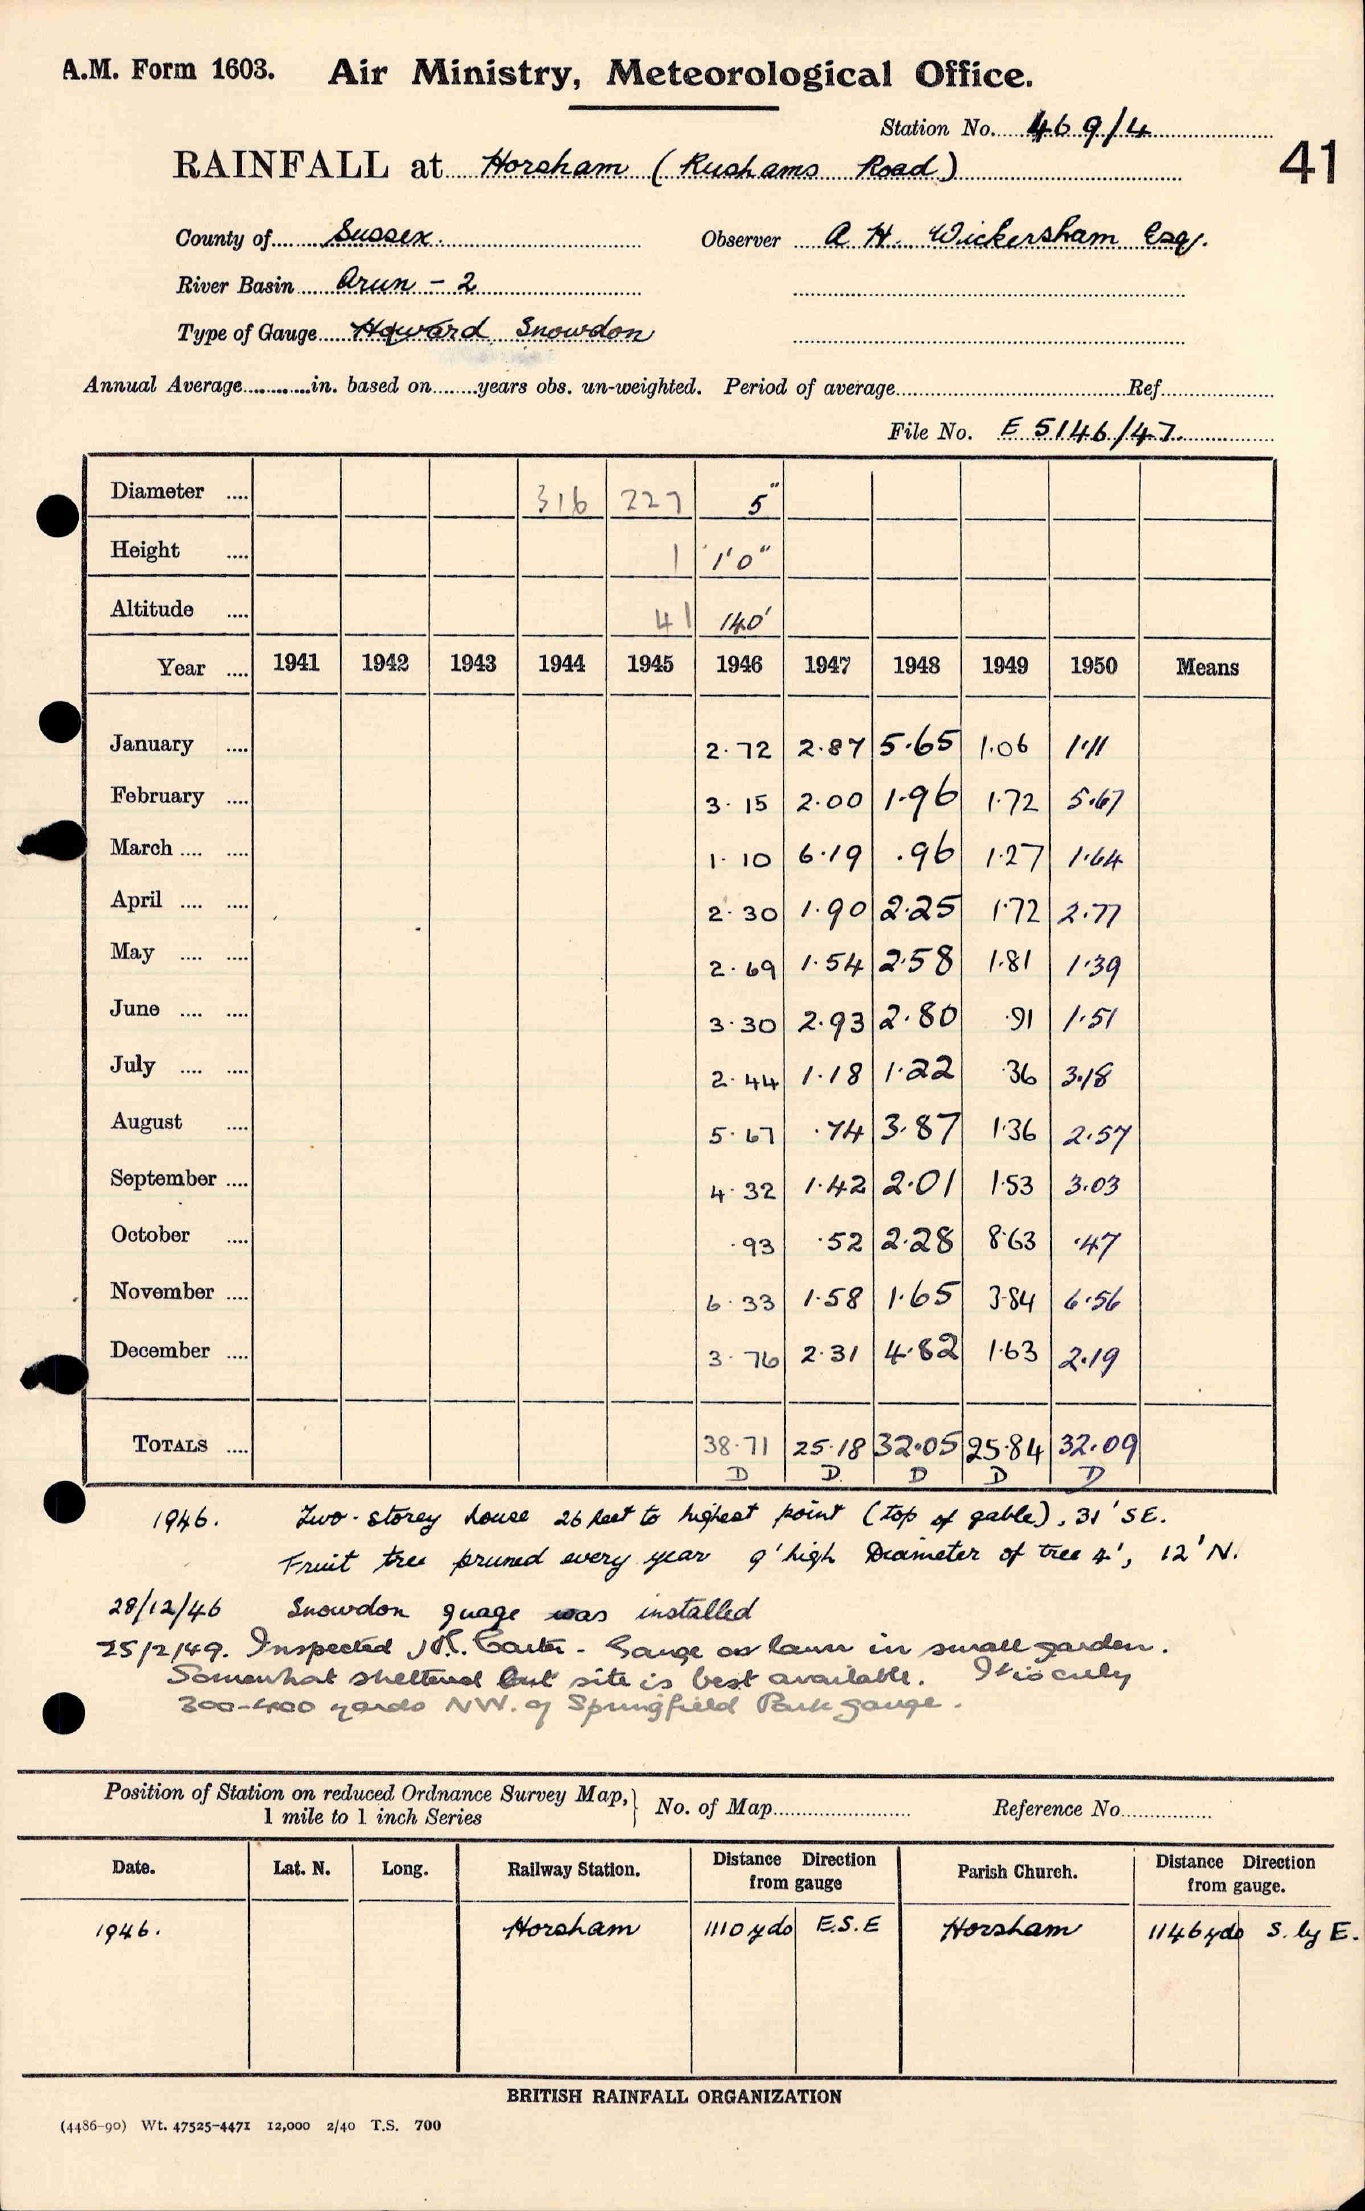 A.M. Form 1603. Air Ministry, Meteorological Office.
Station No. 469/4
41
RAINFALL at Horsham (Rushams Road)
County of Sussex. Observer A H. Wickersham Esq.
River Basin Arun - 2
Type of Gauge Howard Snowdon
Annual Average in. based on years obs. un-weighted. Period of average Ref
File No. E 5146/47.
Diameter .... 316 227 5"
Height .... 1 1'0"
Altitude .... 41 140'
Year .... 1941 1942 1943 1944 1945 1946 1947 1948 1949 1950 Means
January .... 2.72 2.87 5.65 1.06 1.11
February .... 3.15 2.00 1.96 1.72 5.67
March .... .... 1.10 6.19 .96 1.27 1.64
April .... .... 2.30 1.90 2.25 1.72 2.77
May .... .... 2.69 1.54 2.58 1.81 1.39
June .... .... 3.30 2.93 2.80 .91 1.51
July .... .... 2.44 1.18 1.22 .36 3.18
August .... 5.67 .74 3.87 1.36 2.57
September .... 4.32 1.42 2.01 1.53 3.03
October .... .93 .52 2.28 8.63 .47
November .... 6.33 1.58 1.65 3.84 6.56
December .... 3.76 2.31 4.82 1.63 2.19
TOTALS .... 38.71 25.18 32.05 25.84 32.09
D D. D D D
1946. Two-storey house 26 feet to highest point (top of gable), 31' SE.
Fruit tree pruned every year 9' high Diameter of tree 4', 12' N.
28/12/46 Snowdon guage was installed
25/2/49. Inspected - Gauge on lawn in small garden.
Somewhat sheltered but site is best available. It is only
300-400 yards NW. of Springfield Park gauge.
Position of Station on reduced Ordnance Survey Map, 1 mile to 1 inch Series } No. of Map Reference No.
Date. Lat. N. Long. Railway Station. Distance Direction from gauge Parish Church. Distance Direction from gauge.
1946. Horsham 1110 yds E.S.E Horsham 1146 yds S. by E.
BRITISH RAINFALL ORGANIZATION
(4486-90) Wt. 47525-4471 12,000 2/40 T.S. 700